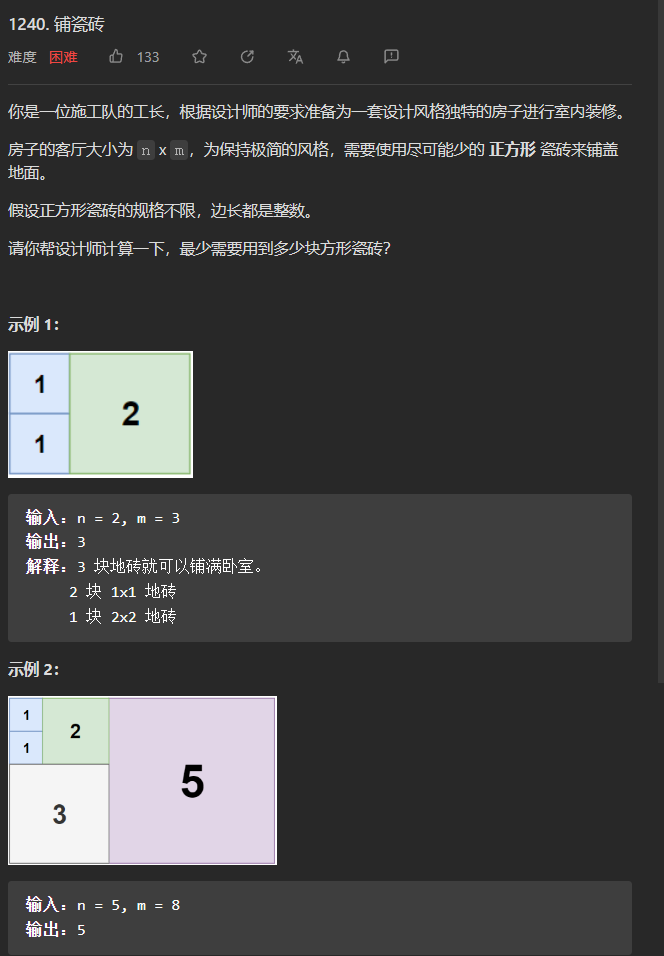 1240. 铺瓷砖
难度 困难 133
你是一位施工队的工长，根据设计师的要求准备为一套设计风格独特的房子进行室内装修。
房子的客厅大小为 n x m，为保持极简的风格，需要使用尽可能少的 正方形 瓷砖来铺盖
地面。
假设正方形瓷砖的规格不限，边长都是整数。
请你帮设计师计算一下，最少需要用到多少块方形瓷砖？
示例 1：
1
2
1
输入：n = 2, m = 3
输出：3
解释：3 块地砖就可以铺满卧室。
2 块 1x1 地砖
1 块 2x2 地砖
示例 2：
1
2
1
5
3
输入：n = 5, m = 8
输出：5